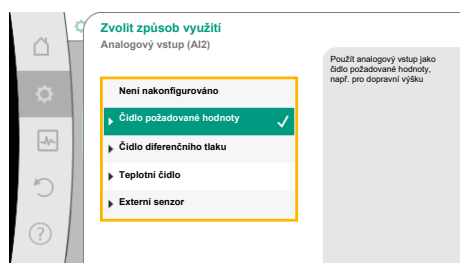 Zvolit způsob využití
Analogový vstup (AI2)
Použít analogový vstup jako
čidlo požadované hodnoty,
např. pro dopravní výšku
Není nakonfigurováno
Čidlo požadované hodnoty
Čidlo diferenčního tlaku
Teplotní čidlo
Externí senzor
?